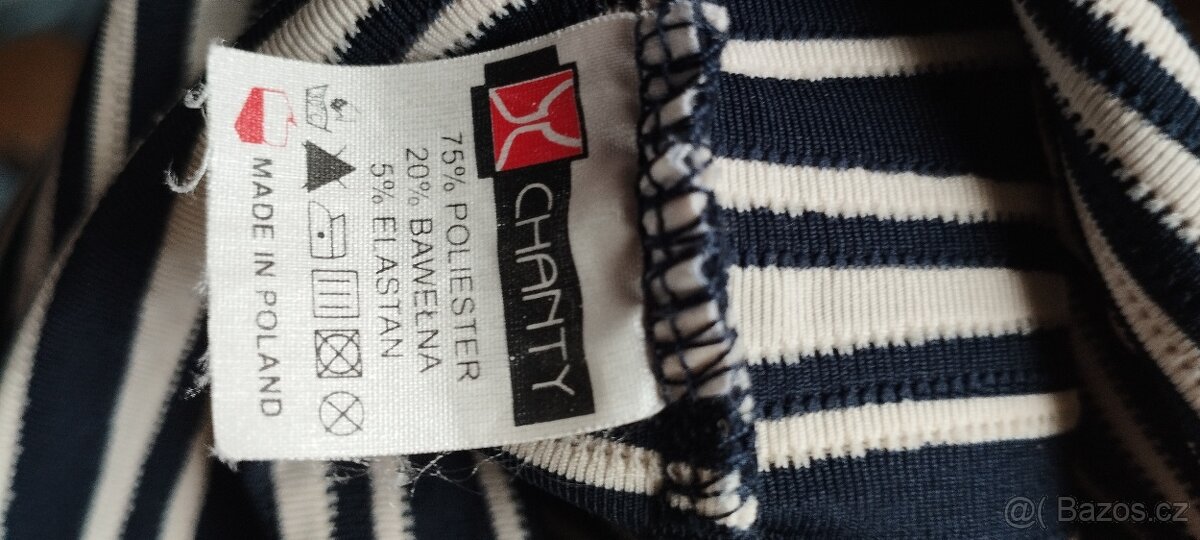 CHANTY
75% POLIESTER
20% BAWEŁNA
5% ELASTAN
MADE IN POLAND
@( Bazos.cz